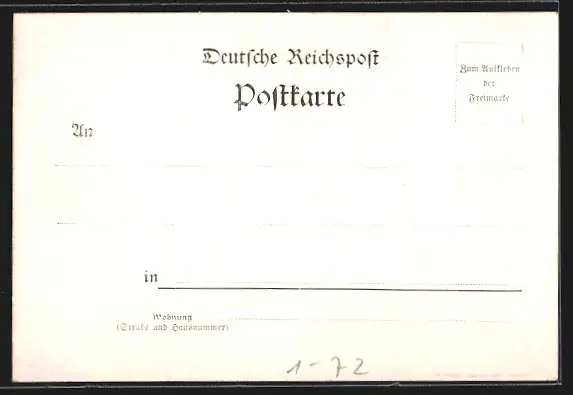 Deutsche Reichspost
Postkarte
Zum Aufkleben
der
Freimarke
An
in
Wohnung
(Straße und Hausnummer)
1-72